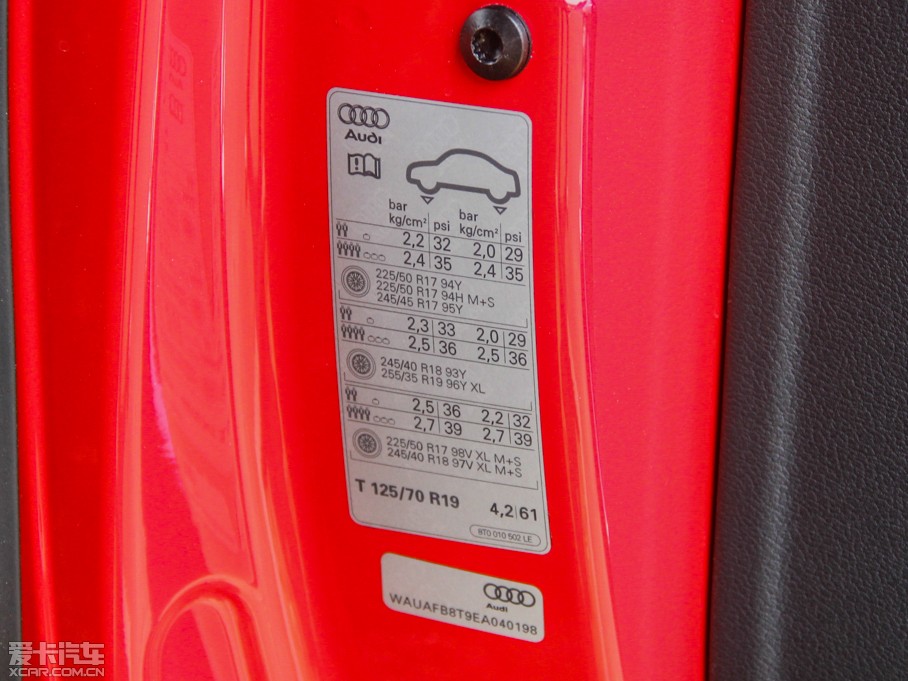 Audi
bar bar
kg/cm² psi kg/cm² psi
2,2 32 2,0 29
2,4 35 2,4 35
225/50 R17 94Y
225/50 R17 94H M+S
245/45 R17 95Y
2,3 33 2,0 29
2,5 36 2,5 36
245/40 R18 93Y
255/35 R19 96Y XL
2,5 36 2,2 32
2,7 39 2,7 39
225/50 R17 98V XL M+S
245/40 R18 97V XL M+S
T 125/70 R19 4,2 61
8T0 010 502 LE
Audi
WAUAFB8T9EA040198
爱卡汽车
XCAR.COM.CN